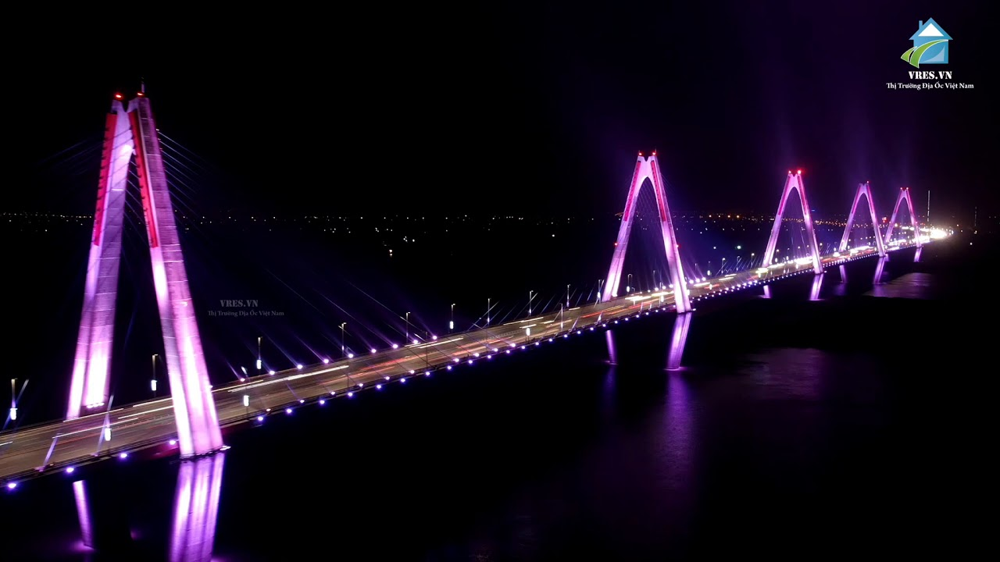 VRES.VN
Thị Trường Địa Ốc Việt Nam
VRES.VN
Thị Trường Địa Ốc Việt Nam